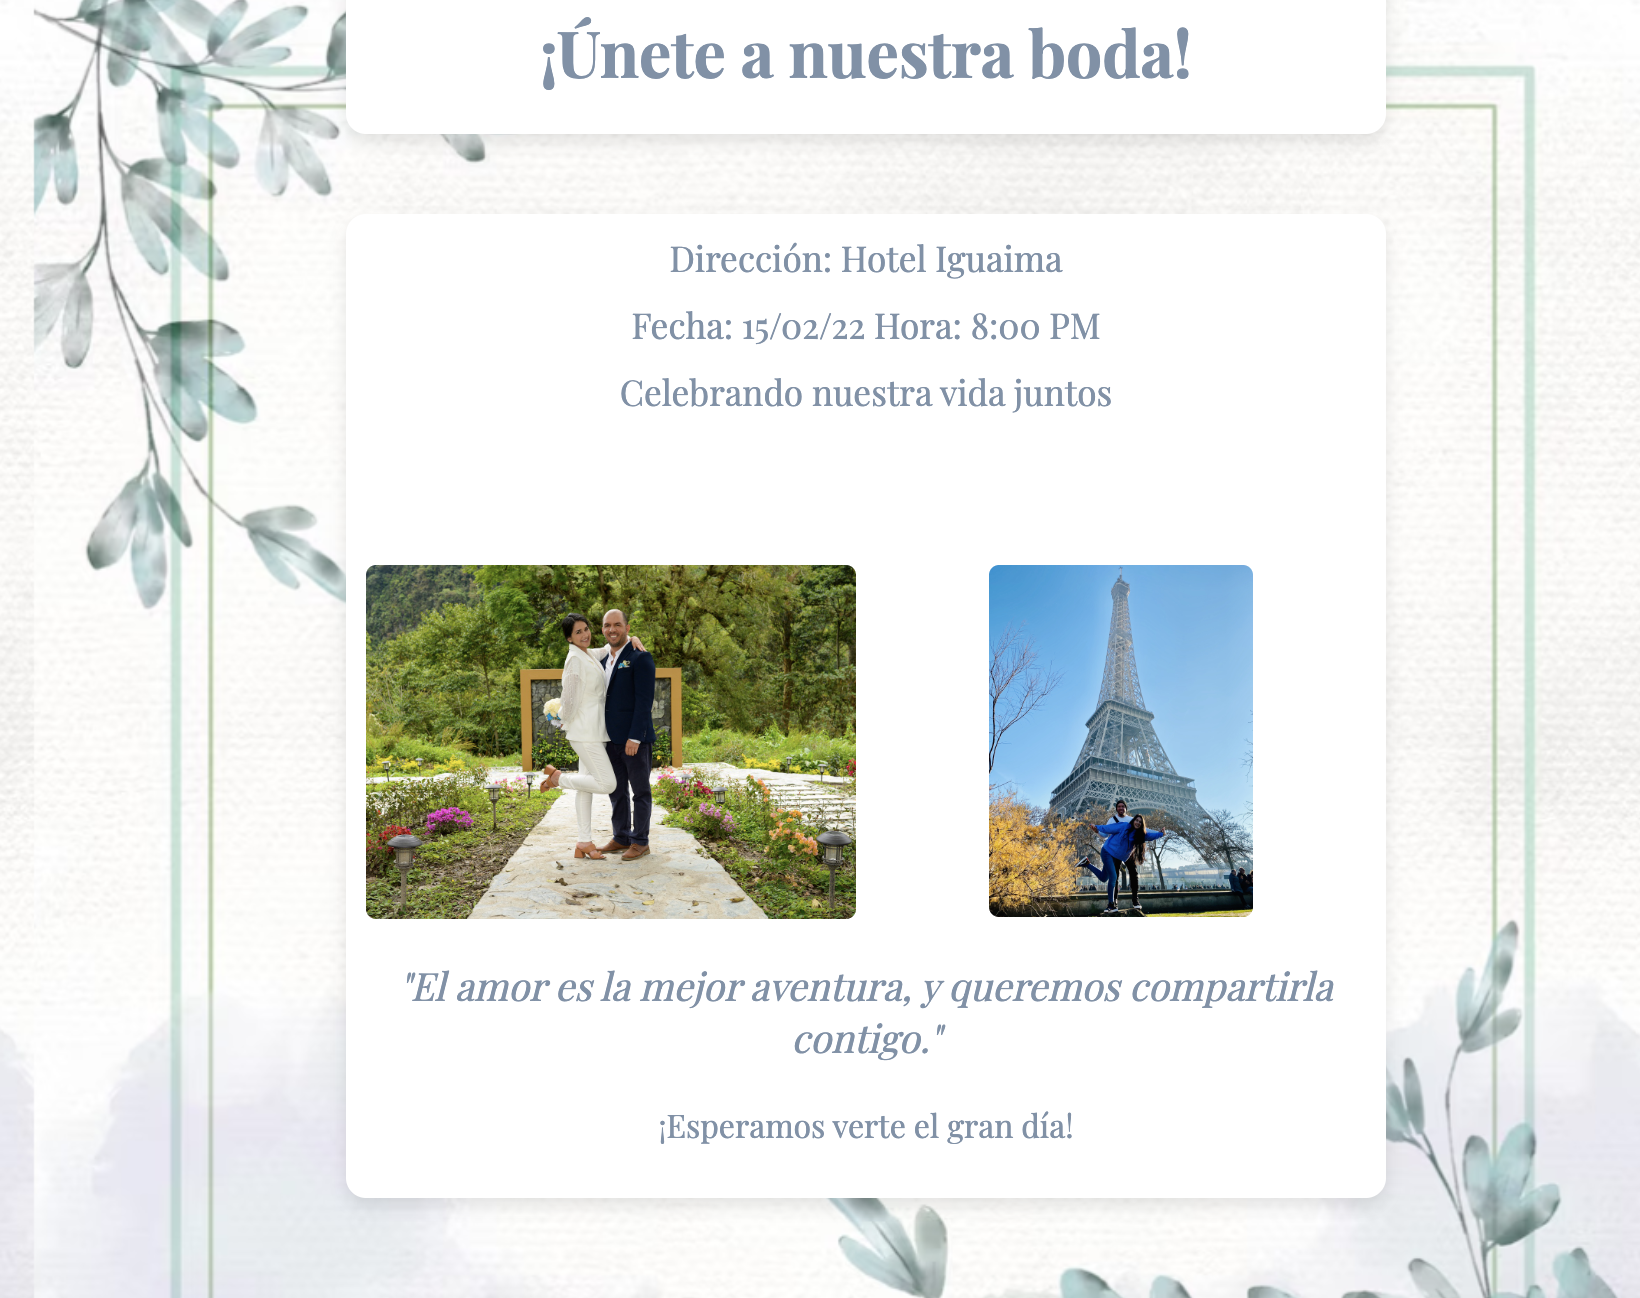 ¡Únete a nuestra boda!
Dirección: Hotel Iguaima
Fecha: 15/02/22 Hora: 8:00 PM
Celebrando nuestra vida juntos
"El amor es la mejor aventura, y queremos compartirla
contigo."
¡Esperamos verte el gran día!